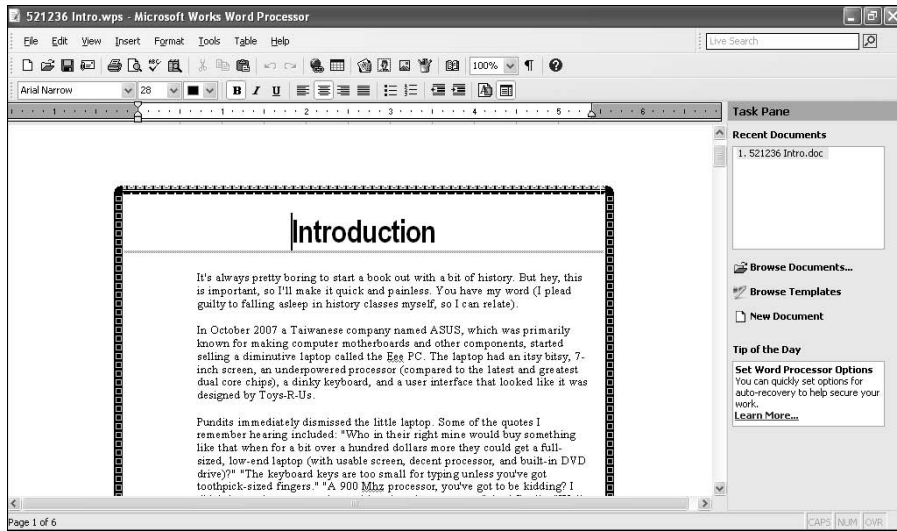 521236 Intro.wps - Microsoft Works Word Processor
File Edit View Insert Format Tools Table Help
Live Search
100%
Arial Narrow 28 B I U
1 1 2 3 4 5 6
Task Pane
Recent Documents
1. 521236 Intro.doc
Browse Documents...
Browse Templates
New Document
Tip of the Day
Set Word Processor Options
You can quickly set options for
auto-recovery to help secure your
work.
Learn More...
Introduction
It's always pretty boring to start a book out with a bit of history. But hey, this
is important, so I'll make it quick and painless. You have my word (I plead
guilty to falling asleep in history classes myself, so I can relate).
In October 2007 a Taiwanese company named ASUS, which was primarily
known for making computer motherboards and other components, started
selling a diminutive laptop called the Eee PC. The laptop had an itsy bitsy, 7-
inch screen, an underpowered processor (compared to the latest and greatest
dual core chips), a dinky keyboard, and a user interface that looked like it was
designed by Toys-R-Us.
Pundits immediately dismissed the little laptop. Some of the quotes I
remember hearing included: "Who in their right mine would buy something
like that when for a bit over a hundred dollars more they could get a full-
sized, low-end laptop (with usable screen, decent processor, and built-in DVD
drive)?" "The keyboard keys are too small for typing unless you've got
toothpick-sized fingers." "A 900 Mhz processor, you've got to be kidding? I
Page 1 of 6
CAPS NUM OVR